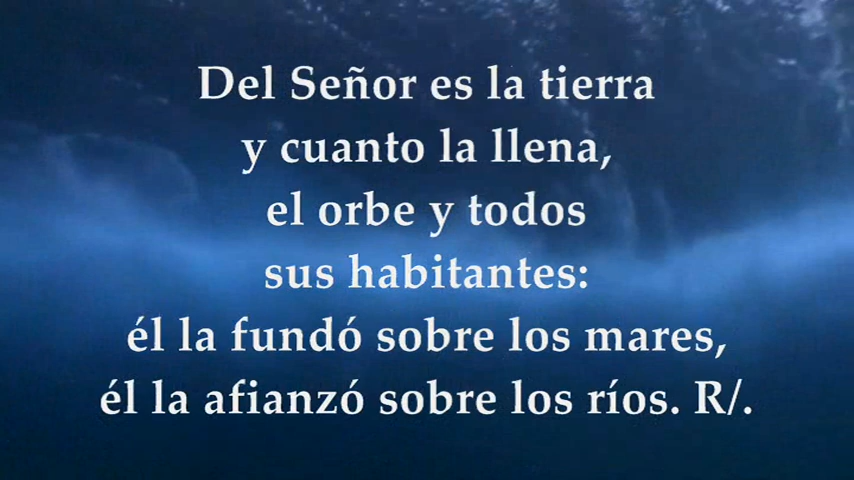 Del Señor es la tierra
y cuanto la llena,
el orbe y todos
sus habitantes:
él la fundó sobre los mares,
él la afianzó sobre los ríos. R/.